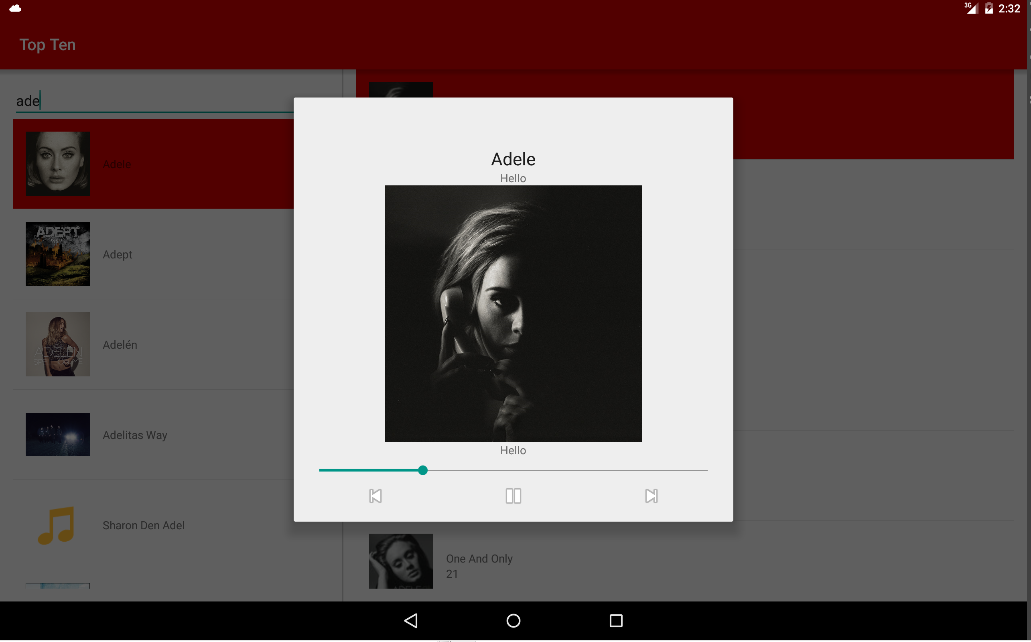 3G
2:32
Top Ten
ade
Adele
ADEPT
Adept
Adelén
Adelitas Way
Sharon Den Adel
Adele
Hello
Hello
One And Only
21